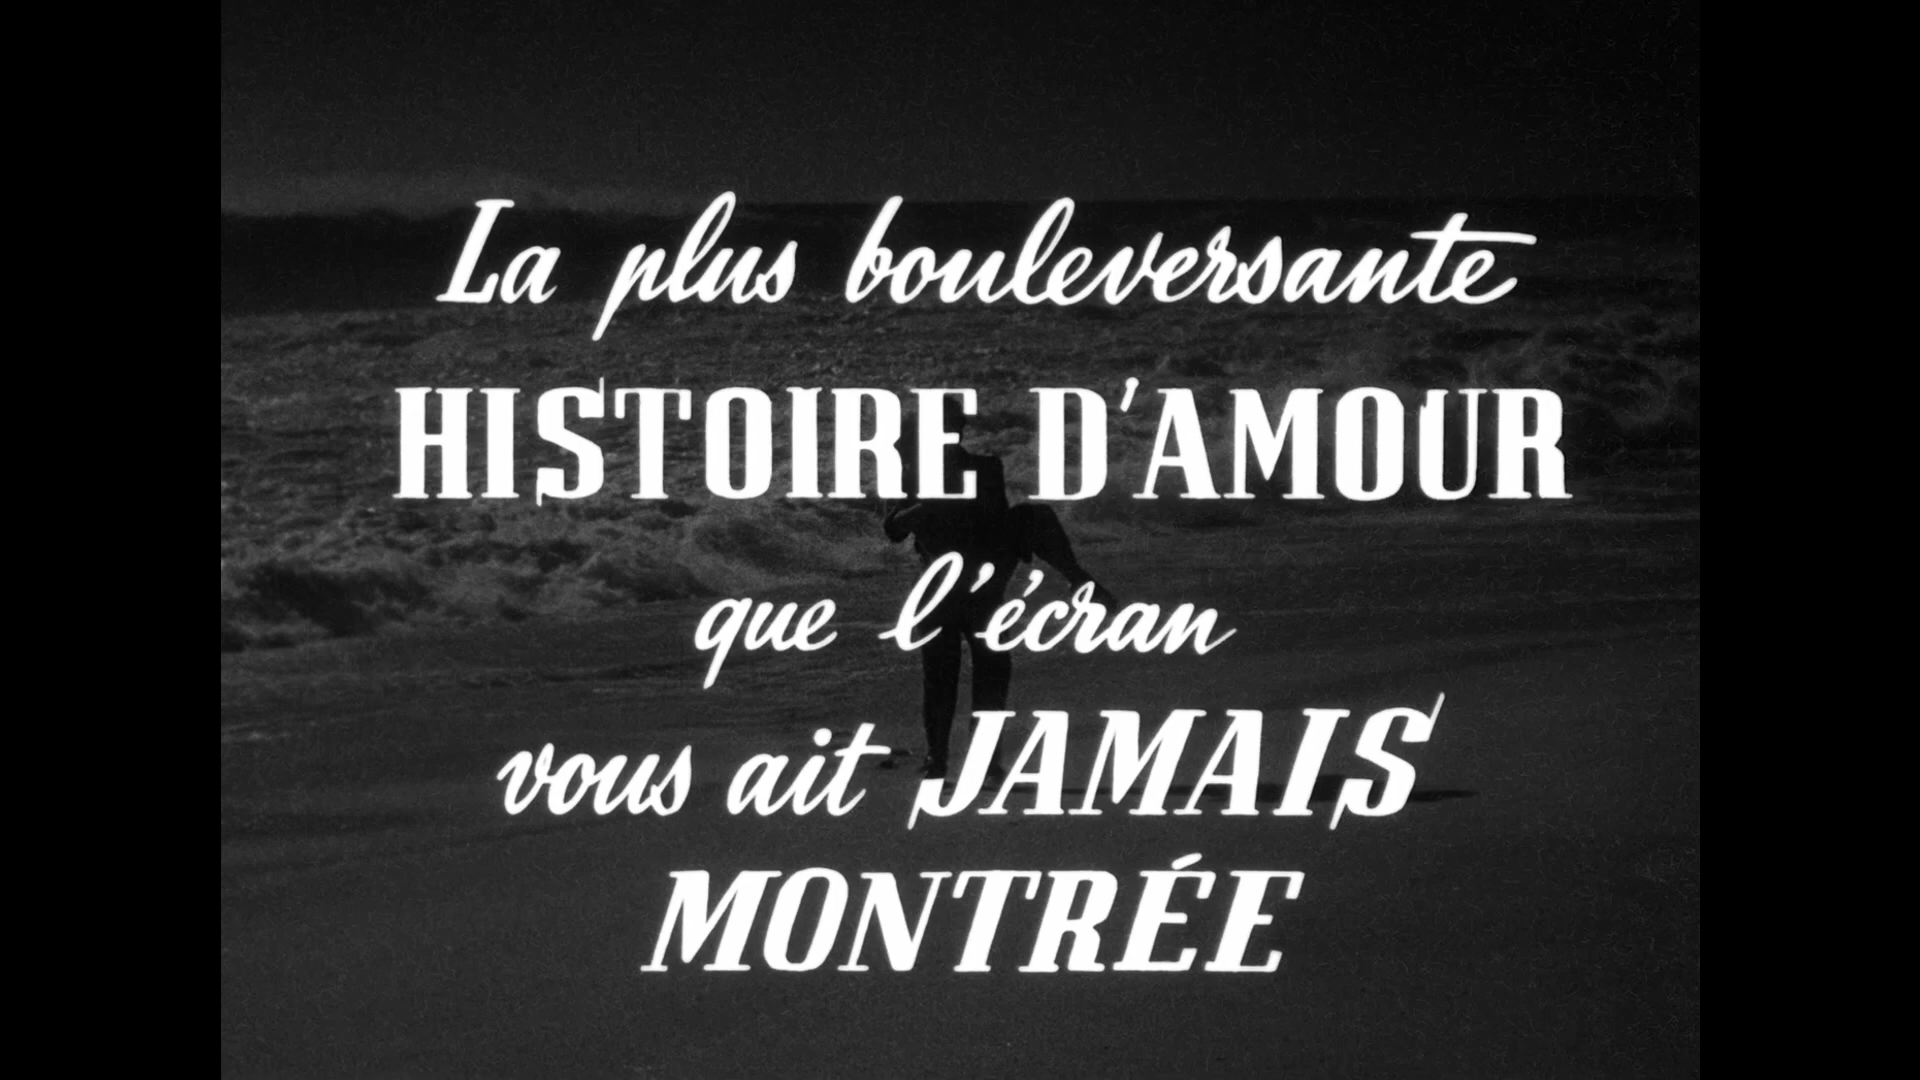 La plus bouleversante
HISTOIRE D'AMOUR
que l'écran
vous ait JAMAIS
MONTRÉE